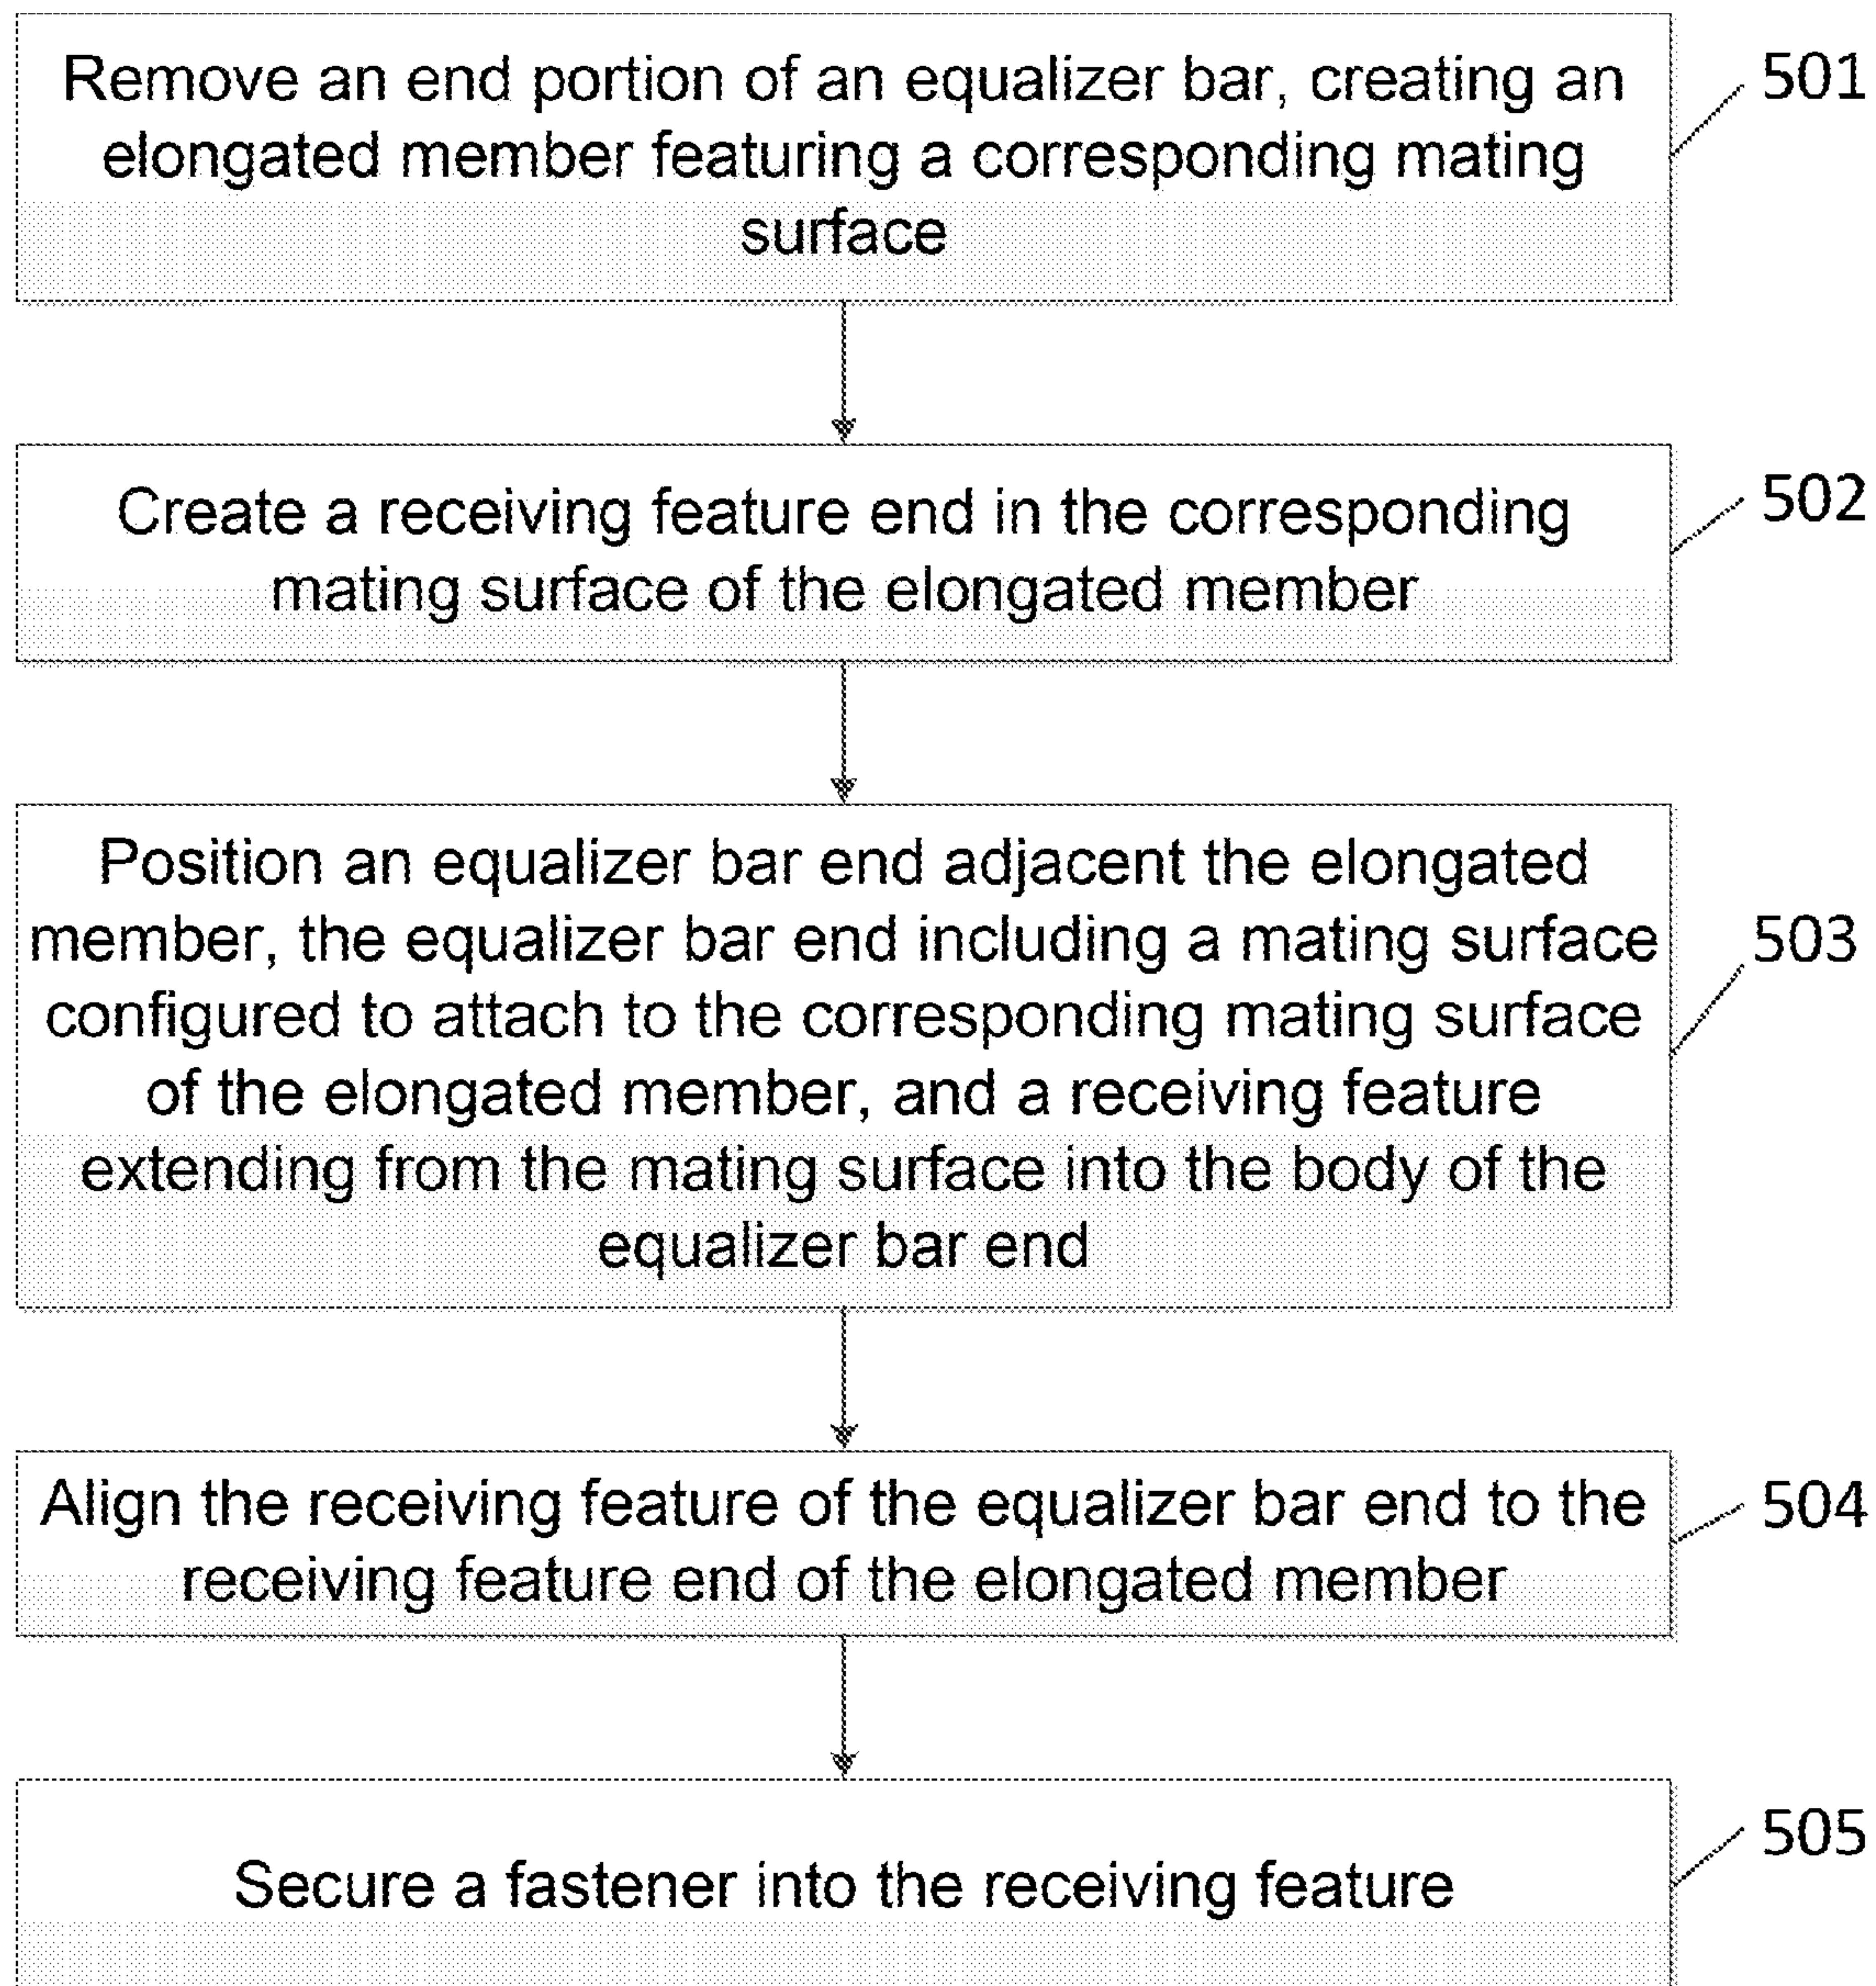 Remove an end portion of an equalizer bar, creating an
elongated member featuring a corresponding mating
surface
501
Create a receiving feature end in the corresponding
mating surface of the elongated member
502
Position an equalizer bar end adjacent the elongated
member, the equalizer bar end including a mating surface
configured to attach to the corresponding mating surface
of the elongated member, and a receiving feature
extending from the mating surface into the body of the
equalizer bar end
503
Align the receiving feature of the equalizer bar end to the
receiving feature end of the elongated member
504
Secure a fastener into the receiving feature
505